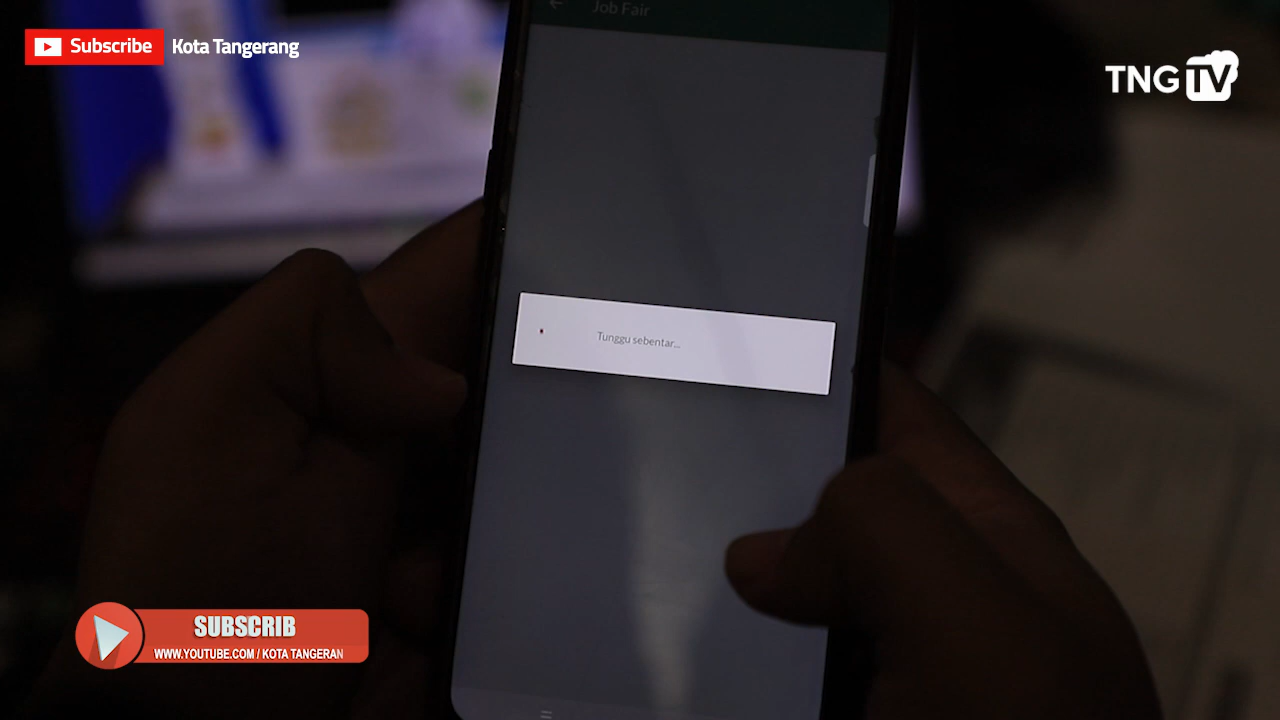 Job Fair
Subscribe Kota Tangerang
TNG TV
Tunggu sebentar...
SUBSCRIB
WWW.YOUTUBE.COM / KOTA TANGERAN